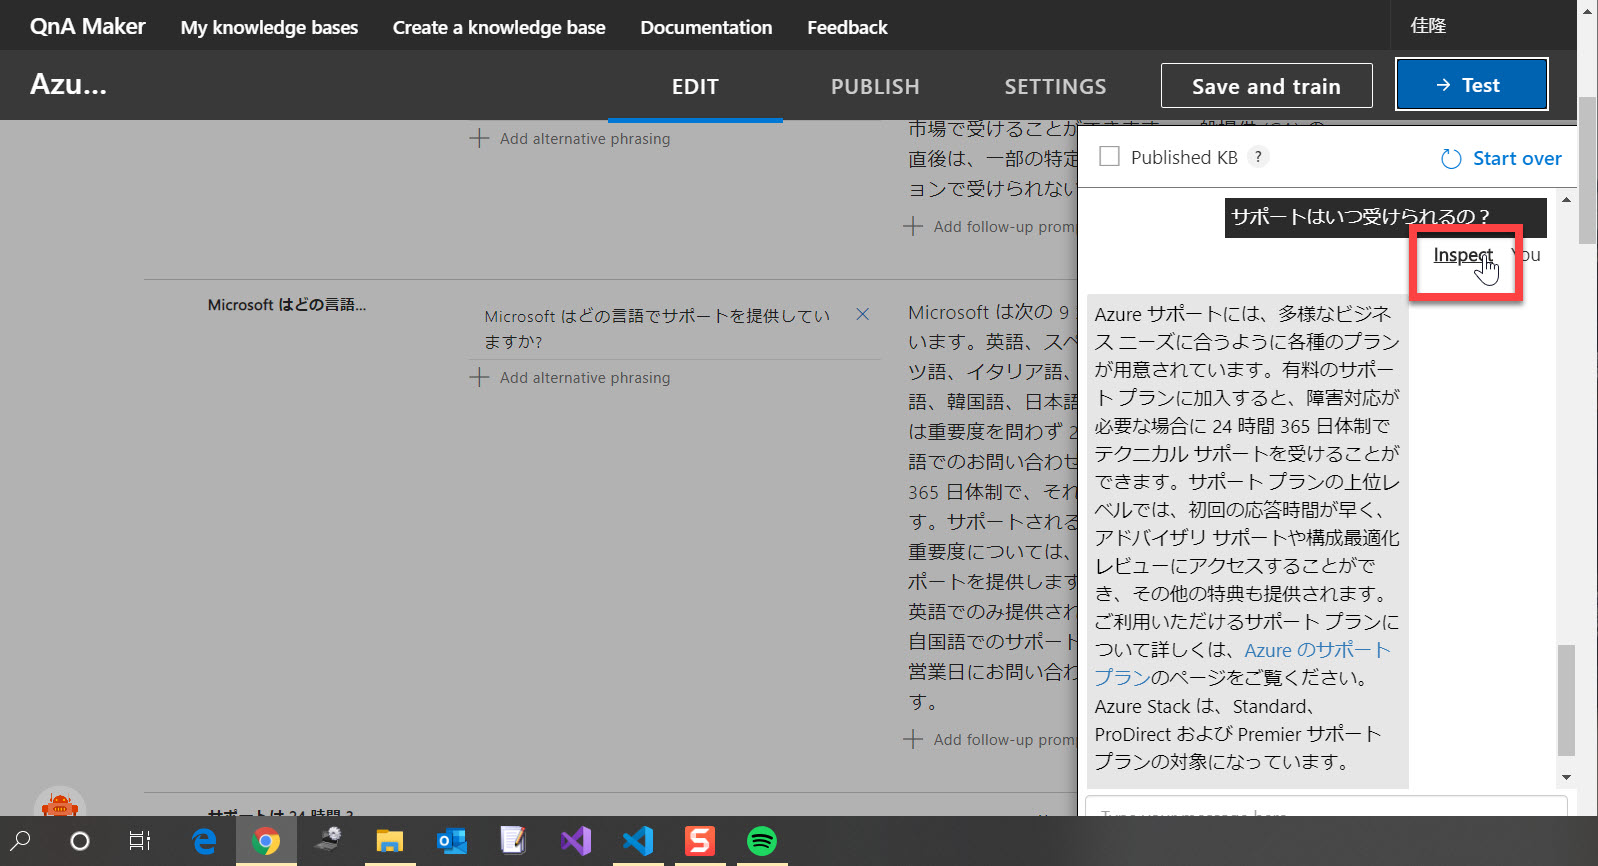 QnA Maker My knowledge bases Create a knowledge base Documentation Feedback 佳隆
Azu... EDIT PUBLISH SETTINGS Save and train → Test
Add alternative phrasing
市場で受けることができます
直後は、一部の特定
ョンで受けられない
Add follow-up prom
Microsoft はどの言語...
Microsoft はどの言語でサポートを提供してい
ますか?
Add alternative phrasing
Microsoft は次の 9
います。英語、スペ
ツ語、イタリア語、
語、韓国語、日本語
は重要度を問わず 2
語でのお問い合わせ
365 日体制で、それ
す。サポートされる
重要度については、
ポートを提供します
英語でのみ提供され
自国語でのサポート
営業日にお問い合わ
す。
Add follow-up prom
サポートは 24 時間 3
Published KB ?
Start over
サポートはいつ受けられるの？
Inspect You
Azure サポートには、多様なビジネ
ス ニーズに合うように各種のプラン
が用意されています。有料のサポー
ト プランに加入すると、障害対応が
必要な場合に 24 時間 365 日体制で
テクニカル サポートを受けることが
できます。サポート プランの上位レ
ベルでは、初回の応答時間が早く、
アドバイザリ サポートや構成最適化
レビューにアクセスすることがで
き、その他の特典も提供されます。
ご利用いただけるサポート プランに
ついて詳しくは、Azure のサポート
プランのページをご覧ください。
Azure Stack は、Standard、
ProDirect および Premier サポート
プランの対象になっています。
Type your message here